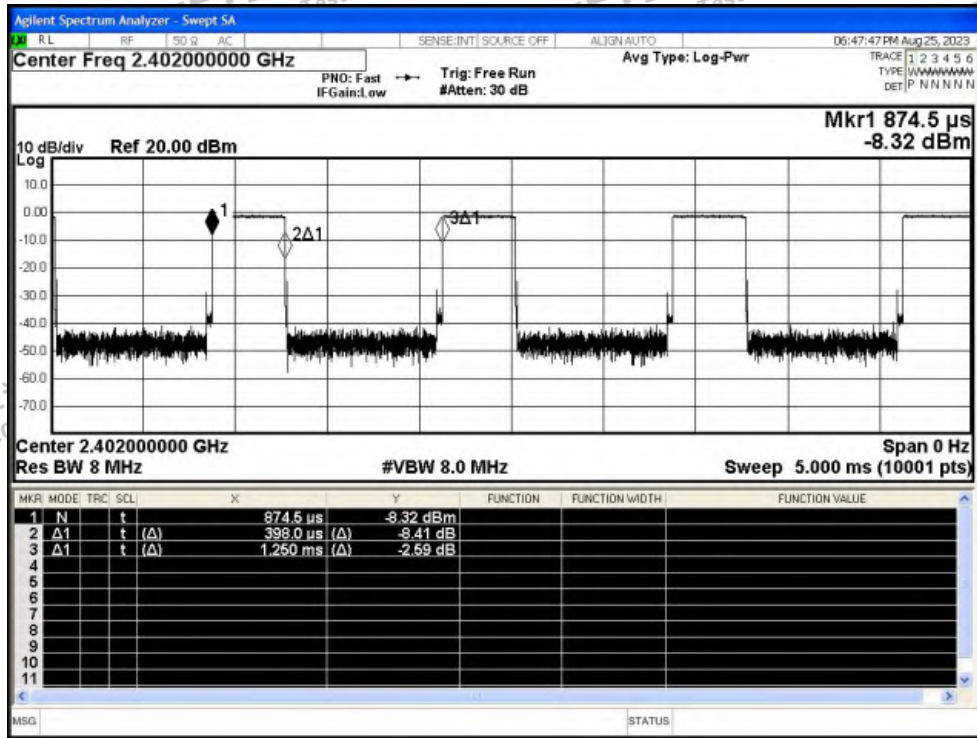 Agilent Spectrum Analyzer - Swept SA
RL RF 50 Ω AC SENSE:INT SOURCE OFF ALIGN AUTO 06:47:47 PM Aug 25, 2023
Center Freq 2.402000000 GHz
PNO: Fast
IFGain:Low
Trig: Free Run
#Atten: 30 dB
Avg Type: Log-Pwr
TRACE 1 2 3 4 5 6
TYPE
DET P N N N N N
Mkr1 874.5 µs
-8.32 dBm
10 dB/div Ref 20.00 dBm
Log
10.0
0.00
-10.0
-20.0
-30.0
-40.0
-50.0
-60.0
-70.0
1
2Δ1
3Δ1
Center 2.402000000 GHz Span 0 Hz
Res BW 8 MHz #VBW 8.0 MHz Sweep 5.000 ms (10001 pts)
MKR MODE TRC SCL X Y FUNCTION FUNCTION WIDTH FUNCTION VALUE
1 N t 874.5 µs -8.32 dBm
2 Δ1 t (Δ) 398.0 µs (Δ) -8.41 dB
3 Δ1 t (Δ) 1.250 ms (Δ) -2.59 dB
4
5
6
7
8
9
10
11
MSG STATUS